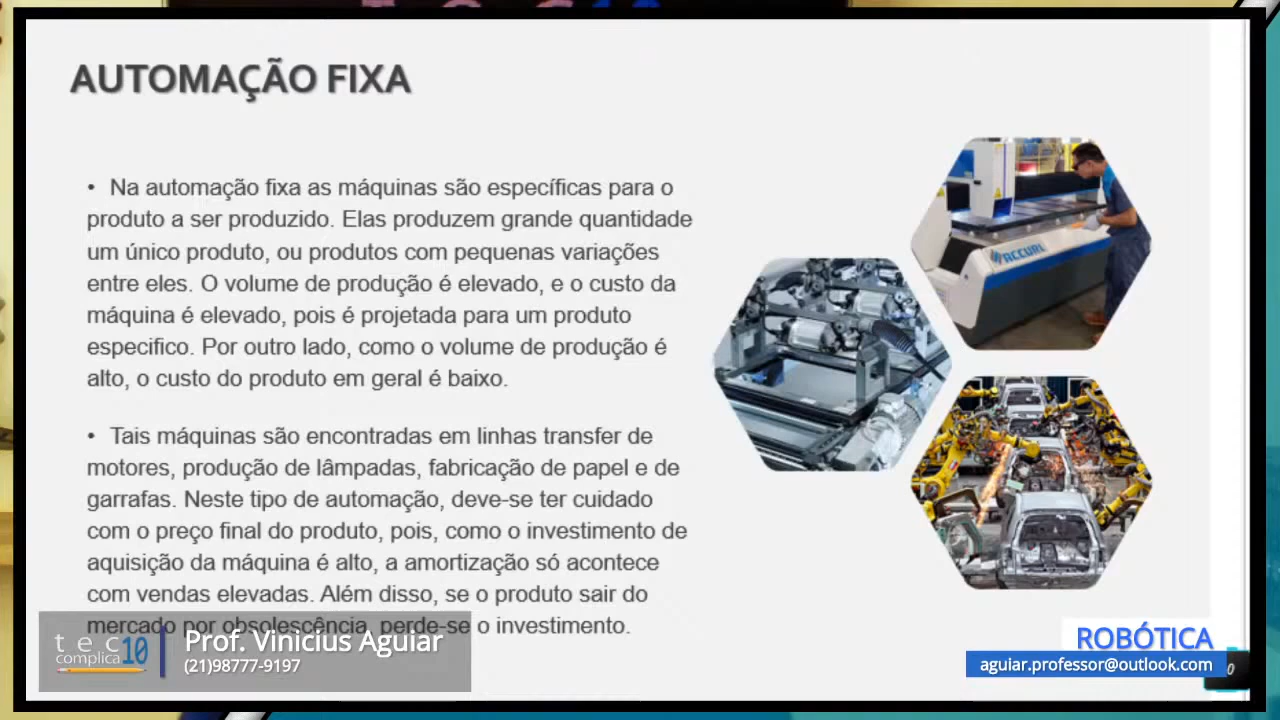 AUTOMAÇÃO FIXA
• Na automação fixa as máquinas são específicas para o
produto a ser produzido. Elas produzem grande quantidade
um único produto, ou produtos com pequenas variações
entre eles. O volume de produção é elevado, e o custo da
máquina é elevado, pois é projetada para um produto
especifico. Por outro lado, como o volume de produção é
alto, o custo do produto em geral é baixo.
• Tais máquinas são encontradas em linhas transfer de
motores, produção de lâmpadas, fabricação de papel e de
garrafas. Neste tipo de automação, deve-se ter cuidado
com o preço final do produto, pois, como o investimento de
aquisição da máquina é alto, a amortização só acontece
com vendas elevadas. Além disso, se o produto sair do
mercado por obsolescência, perde-se o investimento.
ACCURL
tec
complica10
Prof. Vinicius Aguiar
(21)98777-9197
ROBÓTICA
aguiar.professor@outlook.com